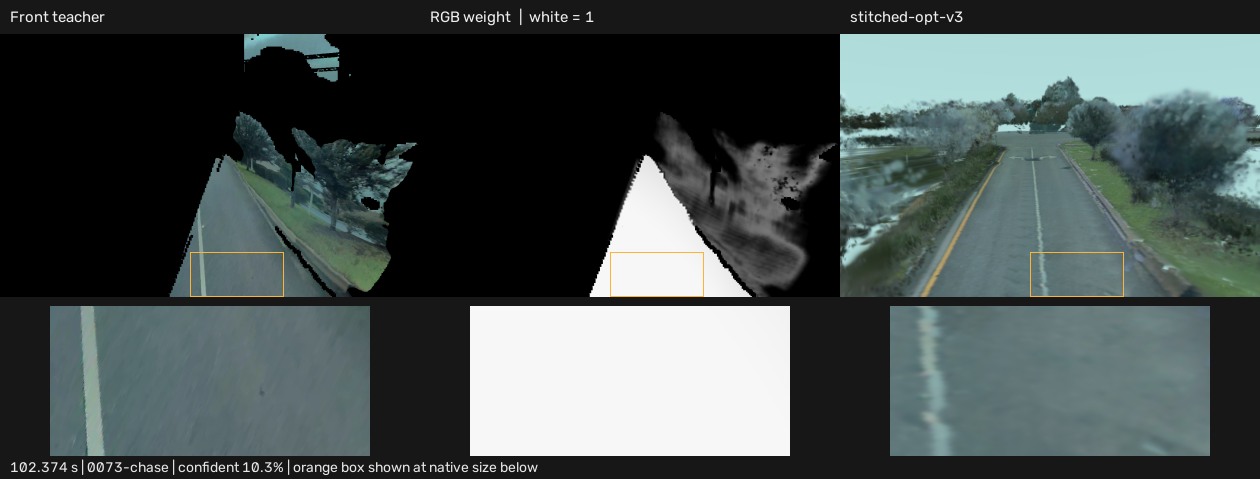 Front teacher
RGB weight | white = 1
stitched-opt-v3
102.374 s | 0073-chase | confident 10.3% | orange box shown at native size below